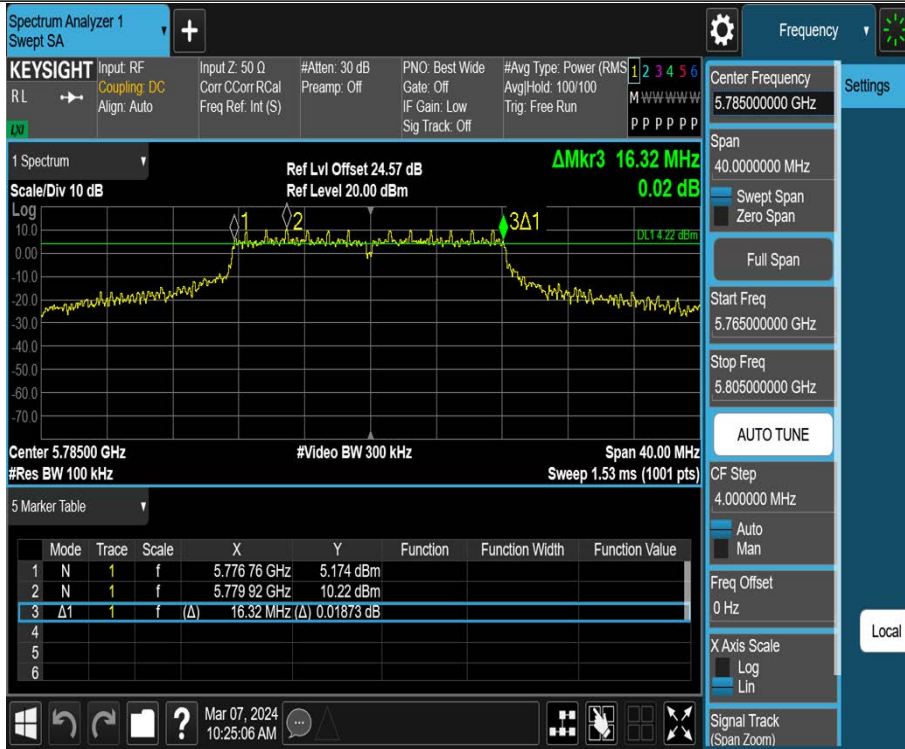 Spectrum Analyzer 1
Swept SA
Frequency
KEYSIGHT
RL
LXI
Input: RF
Coupling: DC
Align: Auto
Input Z: 50 Ω
Corr CCorr RCal
Freq Ref: Int (S)
#Atten: 30 dB
Preamp: Off
PNO: Best Wide
Gate: Off
IF Gain: Low
Sig Track: Off
#Avg Type: Power (RMS
Avg|Hold: 100/100
Trig: Free Run
1 2 3 4 5 6
M W W W W W
P P P P P P
1 Spectrum
Scale/Div 10 dB
Ref Lvl Offset 24.57 dB
Ref Level 20.00 dBm
ΔMkr3 16.32 MHz
0.02 dB
Log
1
2
3Δ1
DL1 4.22 dBm
10.0
0.00
-10.0
-20.0
-30.0
-40.0
-50.0
-60.0
-70.0
Center 5.78500 GHz
#Res BW 100 kHz
#Video BW 300 kHz
Span 40.00 MHz
Sweep 1.53 ms (1001 pts)
5 Marker Table
Mode Trace Scale X Y Function Function Width Function Value
1 N 1 f 5.776 76 GHz 5.174 dBm
2 N 1 f 5.779 92 GHz 10.22 dBm
3 Δ1 1 f (Δ) 16.32 MHz (Δ) 0.01873 dB
4
5
6
Mar 07, 2024
10:25:06 AM
Center Frequency
5.785000000 GHz
Span
40.0000000 MHz
Swept Span
Zero Span
Full Span
Start Freq
5.765000000 GHz
Stop Freq
5.805000000 GHz
AUTO TUNE
CF Step
4.000000 MHz
Auto
Man
Freq Offset
0 Hz
X Axis Scale
Log
Lin
Signal Track
(Span Zoom)
Settings
Local